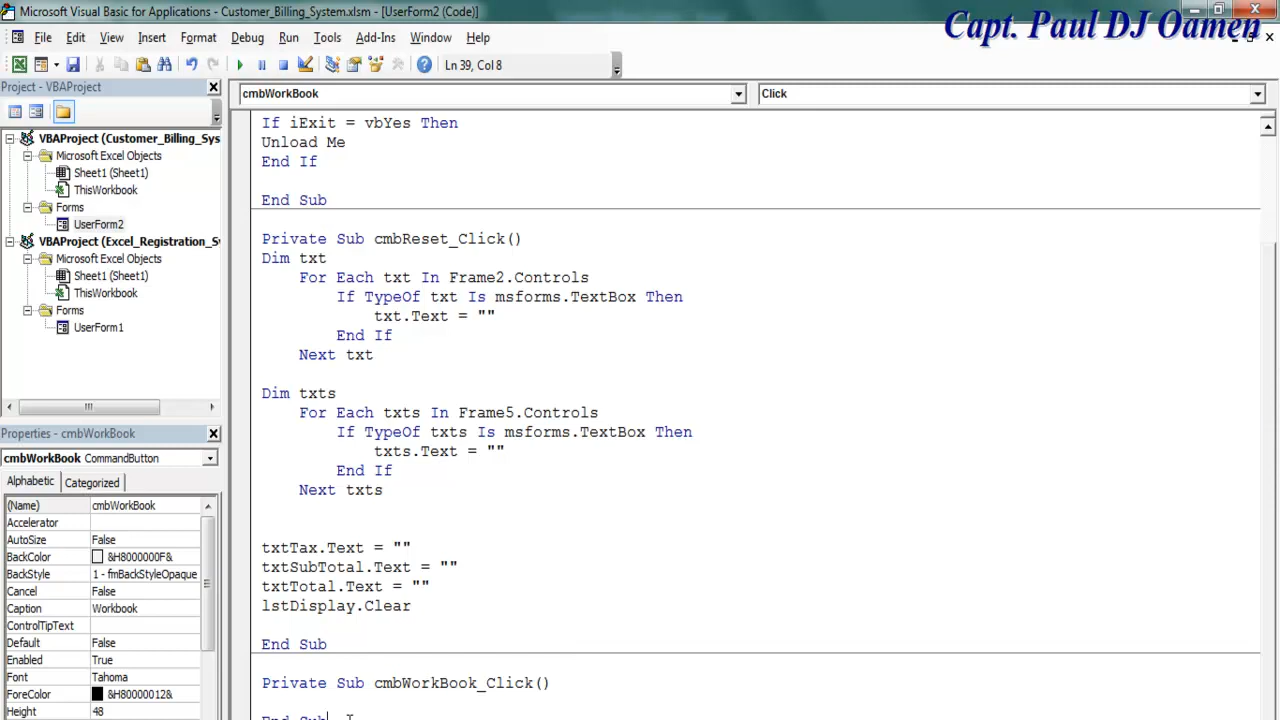 Microsoft Visual Basic for Applications - Customer_Billing_System.xlsm - [UserForm2 (Code)]
Capt. Paul DJ Oamen
File Edit View Insert Format Debug Run Tools Add-Ins Window Help
Ln 39, Col 8
Project - VBAProject
cmbWorkBook
Click
VBAProject (Customer_Billing_Sys
Microsoft Excel Objects
Sheet1 (Sheet1)
ThisWorkbook
Forms
UserForm2
VBAProject (Excel_Registration_S
Microsoft Excel Objects
Sheet1 (Sheet1)
ThisWorkbook
Forms
UserForm1
Properties - cmbWorkBook
cmbWorkBook CommandButton
Alphabetic Categorized
(Name) cmbWorkBook
Accelerator
AutoSize False
BackColor &H8000000F&
BackStyle 1 - fmBackStyleOpaque
Cancel False
Caption Workbook
ControlTipText
Default False
Enabled True
Font Tahoma
ForeColor &H80000012&
Height 48
If iExit = vbYes Then
Unload Me
End If
End Sub
Private Sub cmbReset_Click()
Dim txt
For Each txt In Frame2.Controls
If TypeOf txt Is msforms.TextBox Then
txt.Text = ""
End If
Next txt
Dim txts
For Each txts In Frame5.Controls
If TypeOf txts Is msforms.TextBox Then
txts.Text = ""
End If
Next txts
txtTax.Text = ""
txtSubTotal.Text = ""
txtTotal.Text = ""
lstDisplay.Clear
End Sub
Private Sub cmbWorkBook_Click()
End Sub